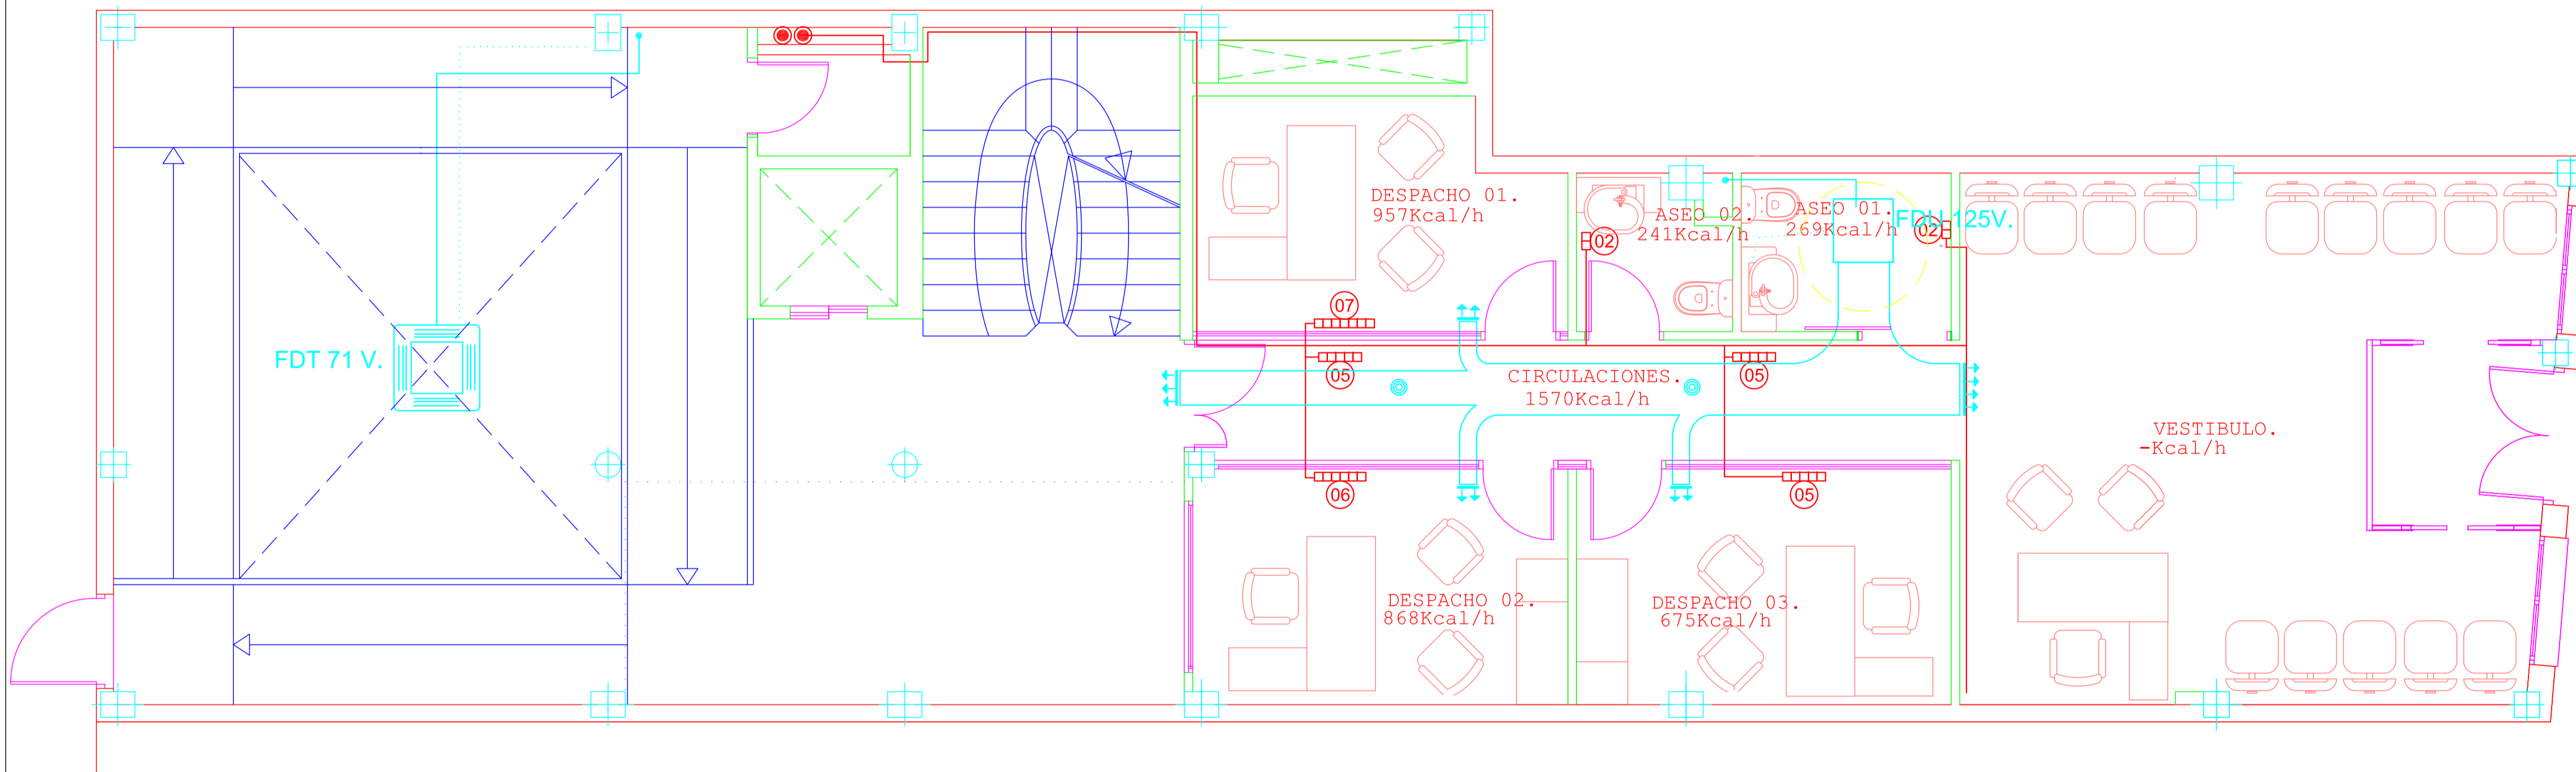 DESPACHO 01.
957Kcal/h
ASEO 02.
241Kcal/h
ASEO 01.
269Kcal/h
FDU 125V.
02
02
07
FDT 71 V.
05
05
CIRCULACIONES.
1570Kcal/h
VESTIBULO.
-Kcal/h
06
05
DESPACHO 02.
868Kcal/h
DESPACHO 03.
675Kcal/h